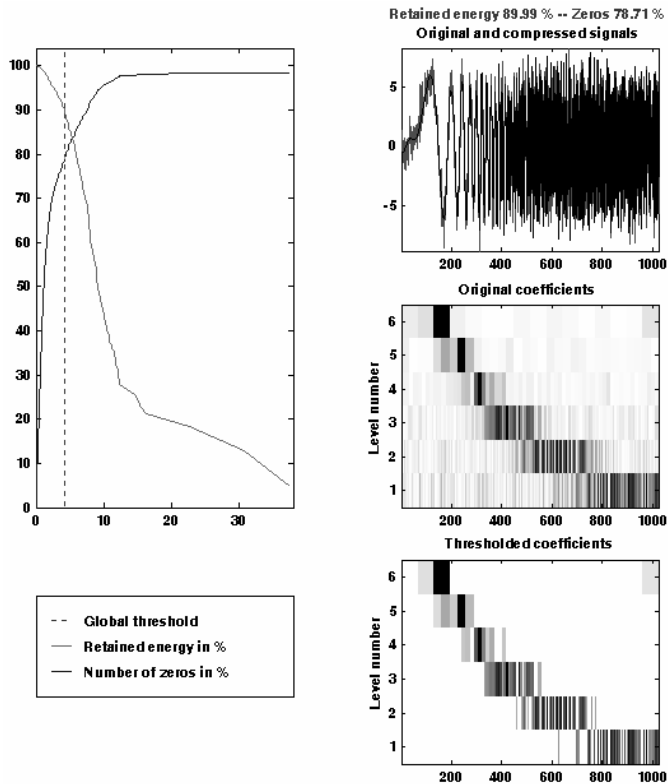 Retained energy 89.99 % -- Zeros 78.71 %
Original and compressed signals
100
90
80
70
60
50
40
30
20
10
0
0 10 20 30
5
0
-5
200 400 600 800 1000
Original coefficients
Level number
6
5
4
3
2
1
200 400 600 800 1000
Thresholded coefficients
Level number
6
5
4
3
2
1
200 400 600 800 1000
Global threshold
Retained energy in %
Number of zeros in %